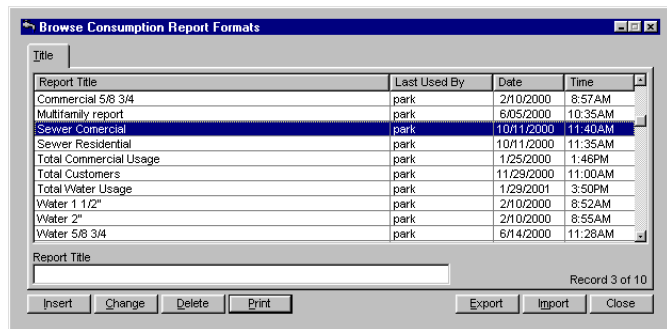 Browse Consumption Report Formats
Title
Report Title Last Used By Date Time
Commercial 5/8 3/4 park 2/10/2000 8:57AM
Multifamily report park 6/05/2000 10:35AM
Sewer Comercial park 10/11/2000 11:40AM
Sewer Residential park 10/11/2000 11:35AM
Total Commercial Usage park 1/25/2000 1:46PM
Total Customers park 11/29/2000 11:00AM
Total Water Usage park 1/29/2001 3:50PM
Water 1 1/2" park 2/10/2000 8:52AM
Water 2" park 2/10/2000 8:55AM
Water 5/8 3/4 park 6/14/2000 11:28AM
Report Title
Record 3 of 10
Insert Change Delete Print Export Import Close